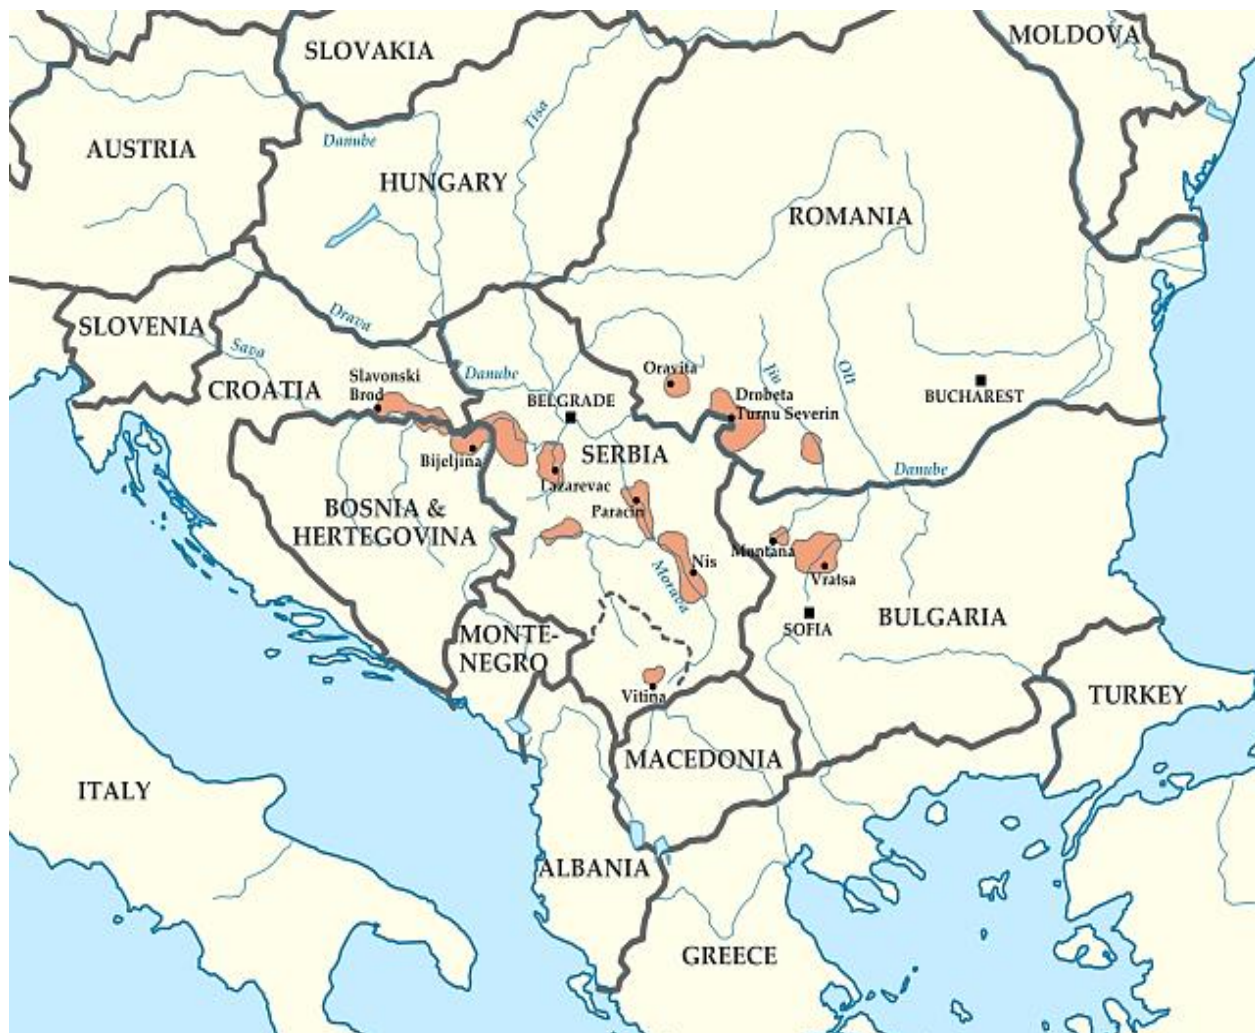 SLOVAKIA
MOLDOVA
AUSTRIA
Danube
Tisa
HUNGARY
ROMANIA
SLOVENIA
Drava
Sava
CROATIA
Slavonski
Brod
Danube
Oravita
Jiu
Olt
Drobeta
Turnu Severin
BELGRADE
BUCHAREST
SERBIA
Bijeljina
Lazarevac
Danube
BOSNIA &
HERTEGOVINA
Paracin
Montana
Nis
Vratsa
Morava
SOFIA
BULGARIA
MONTE-
NEGRO
Vitina
TURKEY
MACEDONIA
ITALY
ALBANIA
GREECE